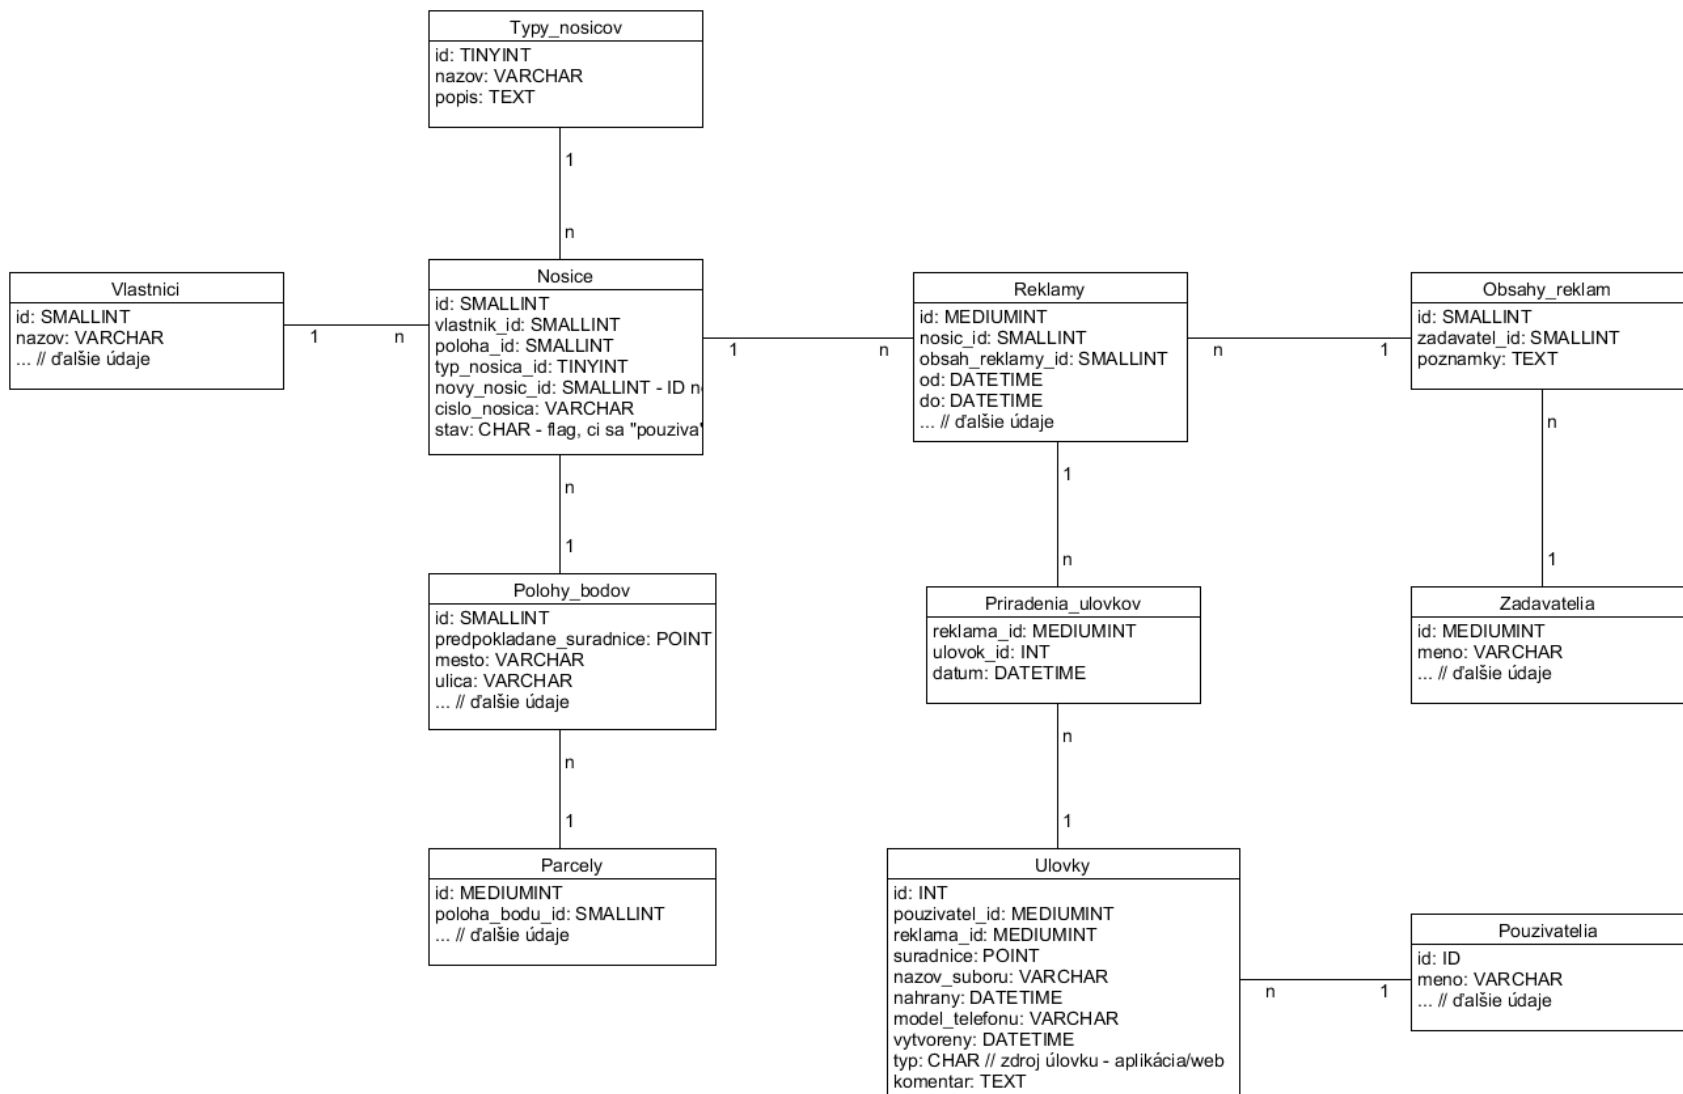 Typy_nosicov
id: TINYINT
nazov: VARCHAR
popis: TEXT
1
n
Vlastnici
id: SMALLINT
nazov: VARCHAR
... // ďalšie údaje
1
n
Nosice
id: SMALLINT
vlastnik_id: SMALLINT
poloha_id: SMALLINT
typ_nosica_id: TINYINT
novy_nosic_id: SMALLINT - ID n
cislo_nosica: VARCHAR
stav: CHAR - flag, ci sa "pouziva"
1
n
Reklamy
id: MEDIUMINT
nosic_id: SMALLINT
obsah_reklamy_id: SMALLINT
od: DATETIME
do: DATETIME
... // ďalšie údaje
n
1
Obsahy_reklam
id: SMALLINT
zadavatel_id: SMALLINT
poznamky: TEXT
n
1
1
n
n
1
Polohy_bodov
id: SMALLINT
predpokladane_suradnice: POINT
mesto: VARCHAR
ulica: VARCHAR
... // ďalšie údaje
Priradenia_ulovkov
reklama_id: MEDIUMINT
ulovok_id: INT
datum: DATETIME
Zadavatelia
id: MEDIUMINT
meno: VARCHAR
... // ďalšie údaje
n
1
n
1
Parcely
id: MEDIUMINT
poloha_bodu_id: SMALLINT
... // ďalšie údaje
Ulovky
id: INT
pouzivatel_id: MEDIUMINT
reklama_id: MEDIUMINT
suradnice: POINT
nazov_suboru: VARCHAR
nahrany: DATETIME
model_telefonu: VARCHAR
vytvoreny: DATETIME
typ: CHAR // zdroj úlovku - aplikácia/web
komentar: TEXT
n
1
Pouzivatelia
id: ID
meno: VARCHAR
... // ďalšie údaje